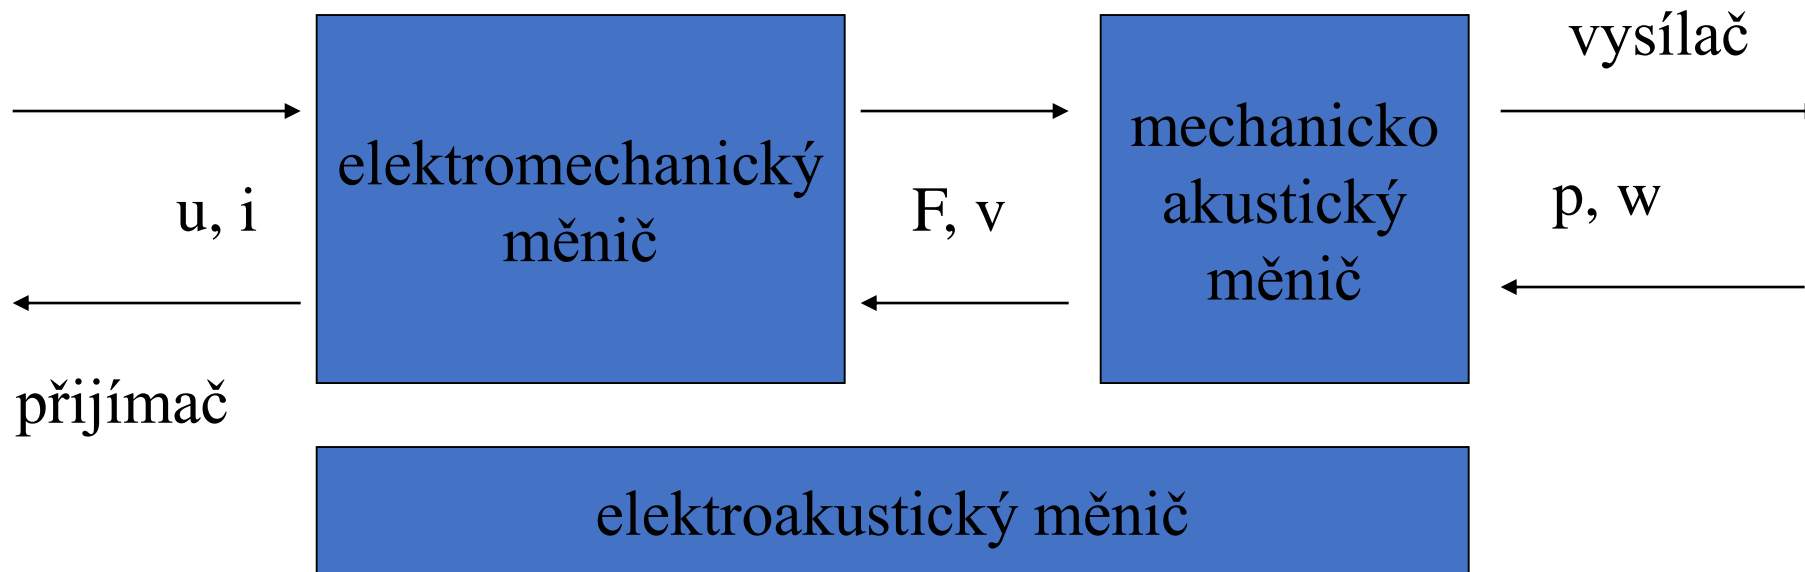 vysílač
elektromechanický
měnič
mechanicko
akustický
měnič
u, i
F, v
p, w
přijímač
elektroakustický měnič